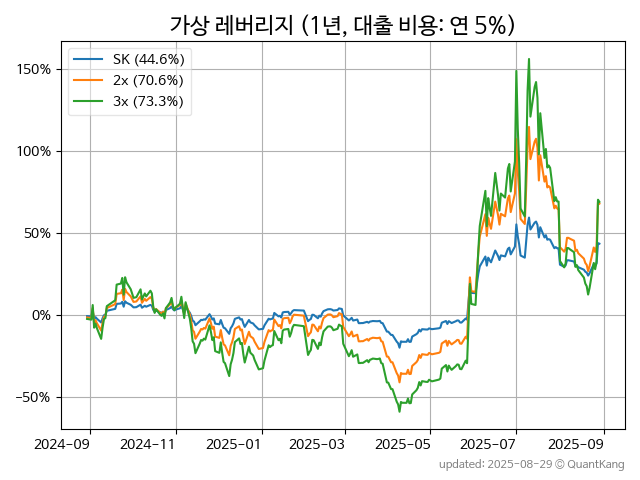 가상 레버리지 (1년, 대출 비용: 연 5%)
SK (44.6%)
2x (70.6%)
3x (73.3%)
150%
100%
50%
0%
−50%
2024-09 2024-11 2025-01 2025-03 2025-05 2025-07 2025-09
updated: 2025-08-29 © QuantKang